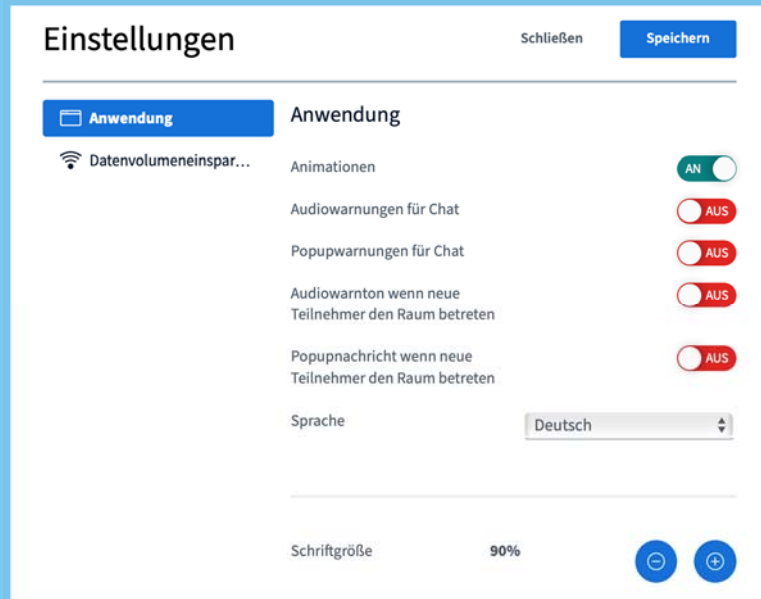 Einstellungen
Schließen
Speichern
Anwendung
Datenvolumeneinspar...
Anwendung
Animationen
AN
Audiowarnungen für Chat
AUS
Popupwarnungen für Chat
AUS
Audiowarnton wenn neue
Teilnehmer den Raum betreten
AUS
Popupnachricht wenn neue
Teilnehmer den Raum betreten
AUS
Sprache
Deutsch
Schriftgröße
90%